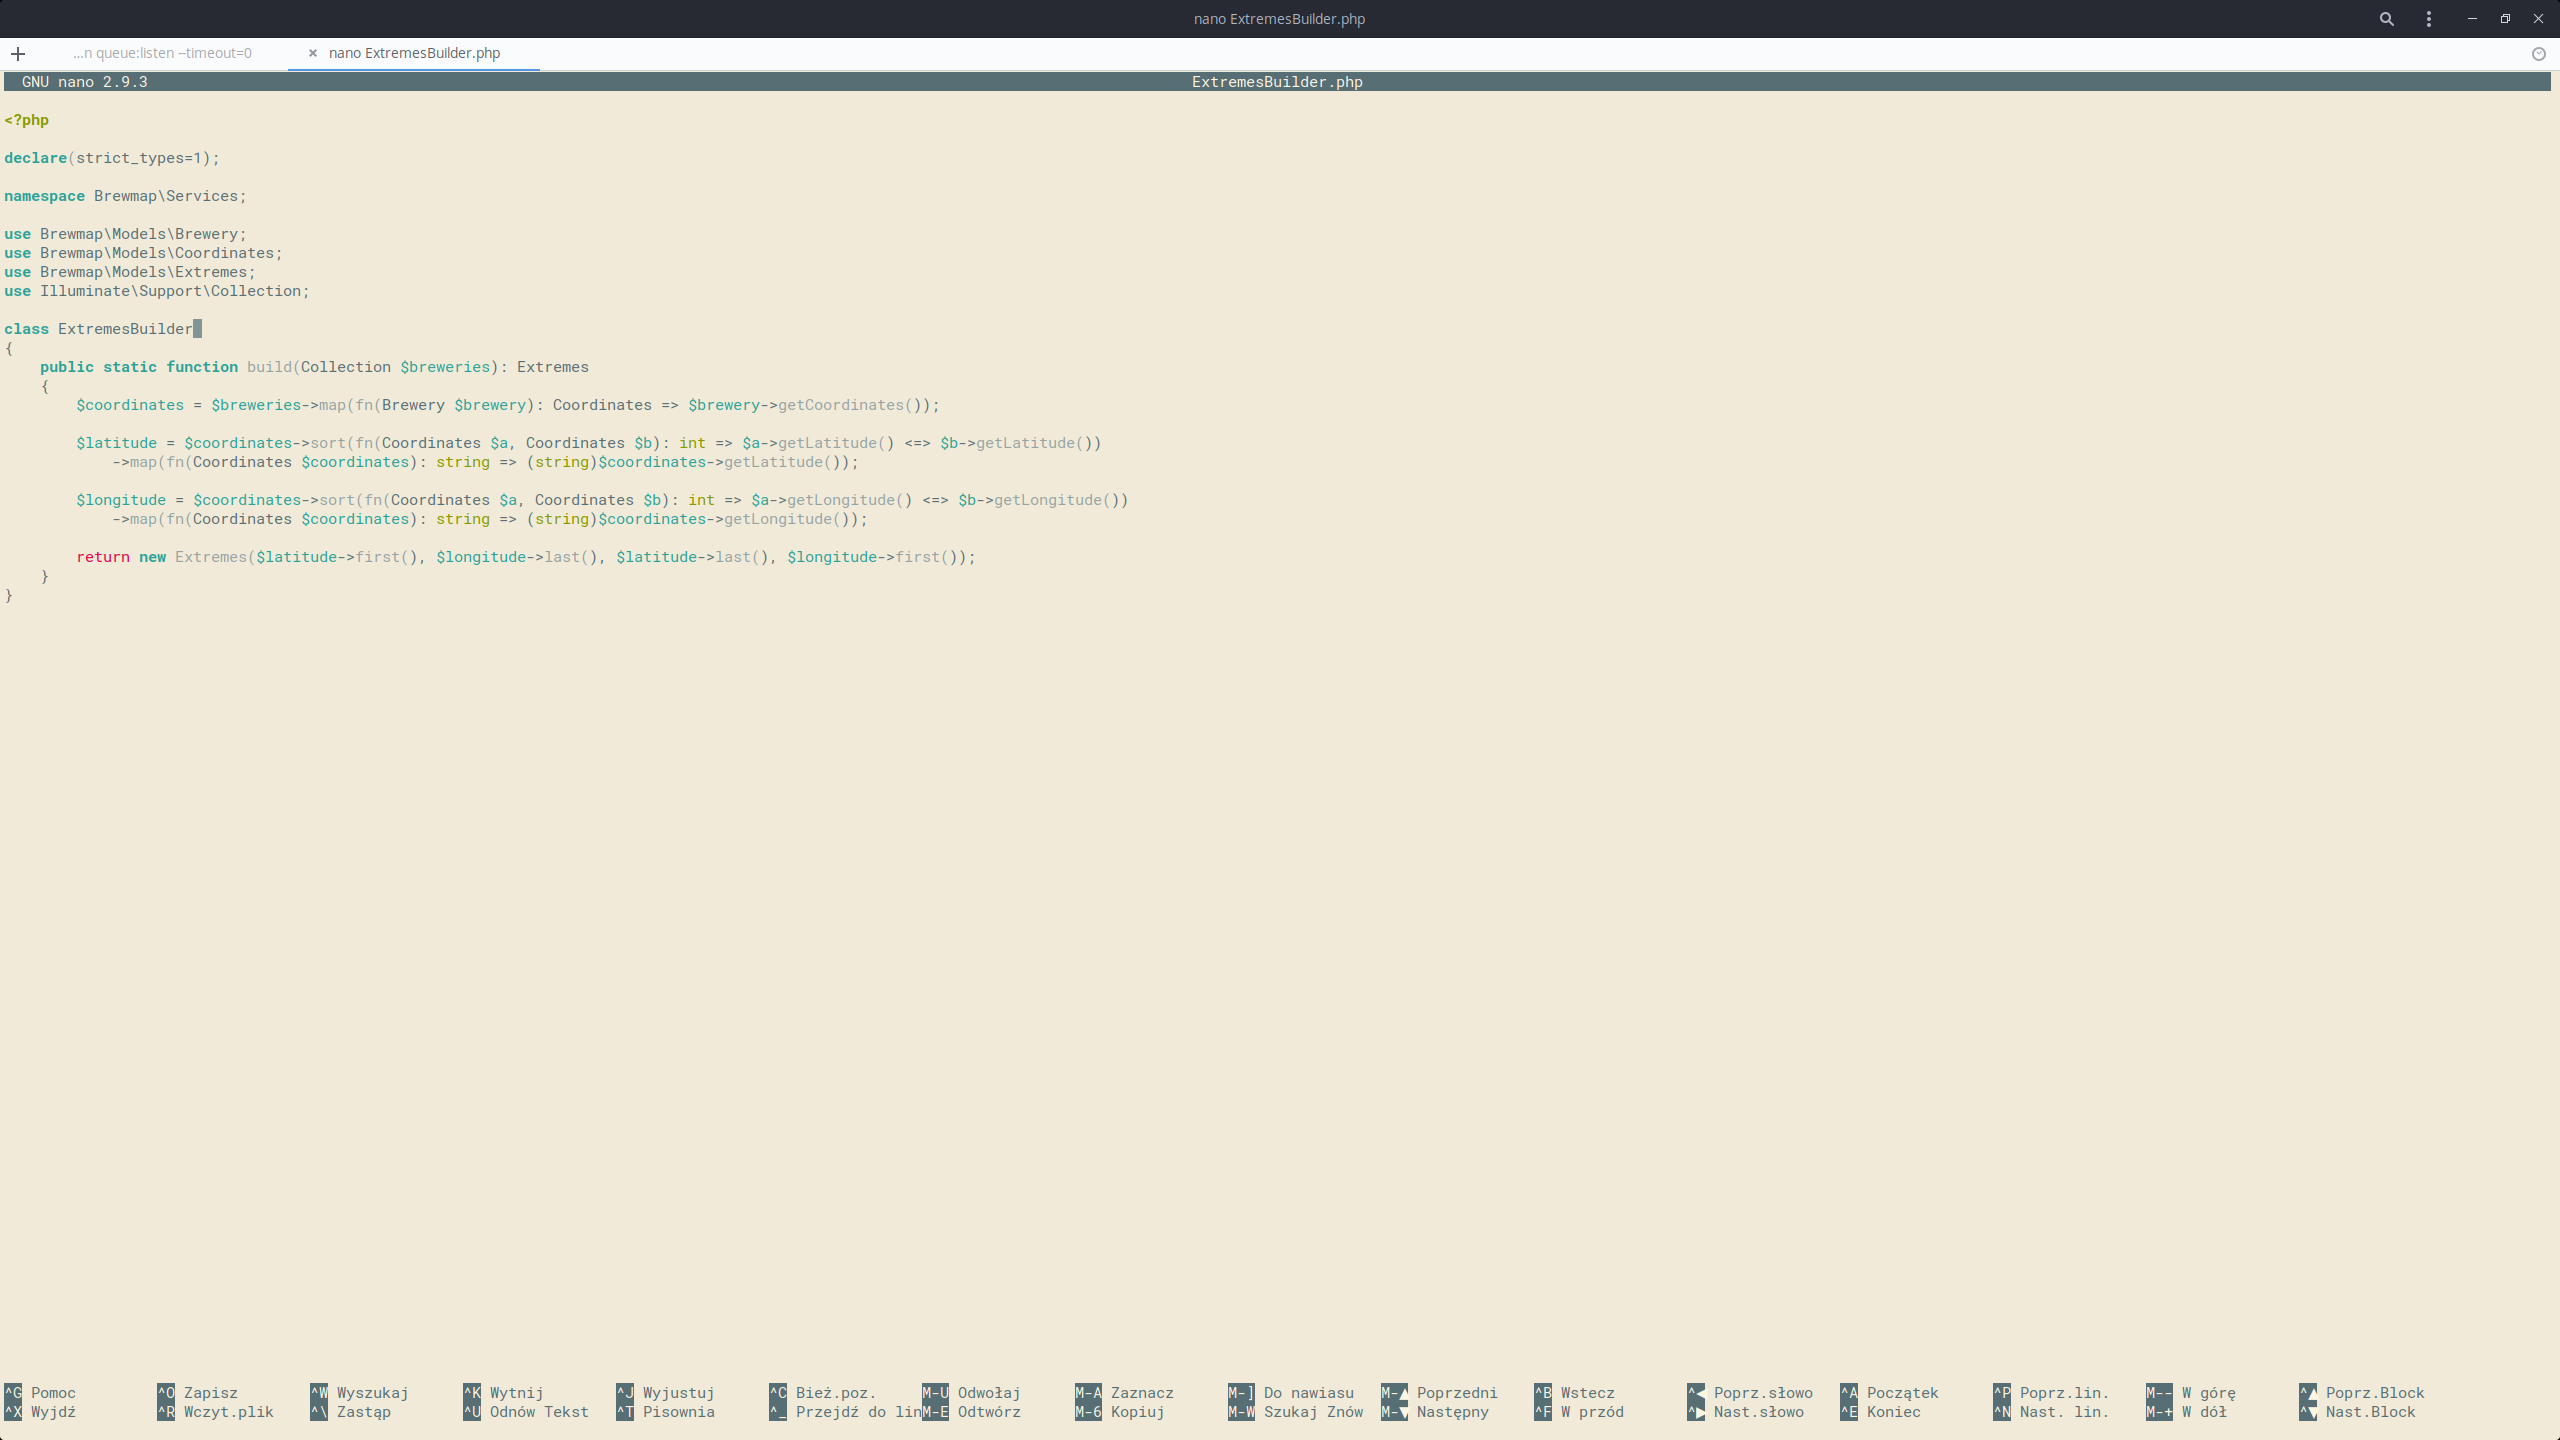 nano ExtremesBuilder.php
...n queue:listen --timeout=0
nano ExtremesBuilder.php
GNU nano 2.9.3 ExtremesBuilder.php
<?php
declare(strict_types=1);
namespace Brewmap\Services;
use Brewmap\Models\Brewery;
use Brewmap\Models\Coordinates;
use Brewmap\Models\Extremes;
use Illuminate\Support\Collection;
class ExtremesBuilder
{
    public static function build(Collection $breweries): Extremes
    {
        $coordinates = $breweries->map(fn(Brewery $brewery): Coordinates => $brewery->getCoordinates());
        $latitude = $coordinates->sort(fn(Coordinates $a, Coordinates $b): int => $a->getLatitude() <=> $b->getLatitude())
            ->map(fn(Coordinates $coordinates): string => (string)$coordinates->getLatitude());
        $longitude = $coordinates->sort(fn(Coordinates $a, Coordinates $b): int => $a->getLongitude() <=> $b->getLongitude())
            ->map(fn(Coordinates $coordinates): string => (string)$coordinates->getLongitude());
        return new Extremes($latitude->first(), $longitude->last(), $latitude->last(), $longitude->first());
    }
}
^G Pomoc ^O Zapisz ^W Wyszukaj ^K Wytnij ^J Wyjustuj ^C Bież.poz. M-U Odwołaj M-A Zaznacz M-] Do nawiasu M-▲ Poprzedni ^B Wstecz ^◀ Poprz.słowo ^A Początek ^P Poprz.lin. M-- W górę ^▲ Poprz.Block
^X Wyjdź ^R Wczyt.plik ^\ Zastąp ^U Odnów Tekst ^T Pisownia ^_ Przejdź do lin M-E Odtwórz M-6 Kopiuj M-W Szukaj Znów M-▼ Następny ^F W przód ^▶ Nast.słowo ^E Koniec ^N Nast. lin. M-+ W dół ^▼ Nast.Block